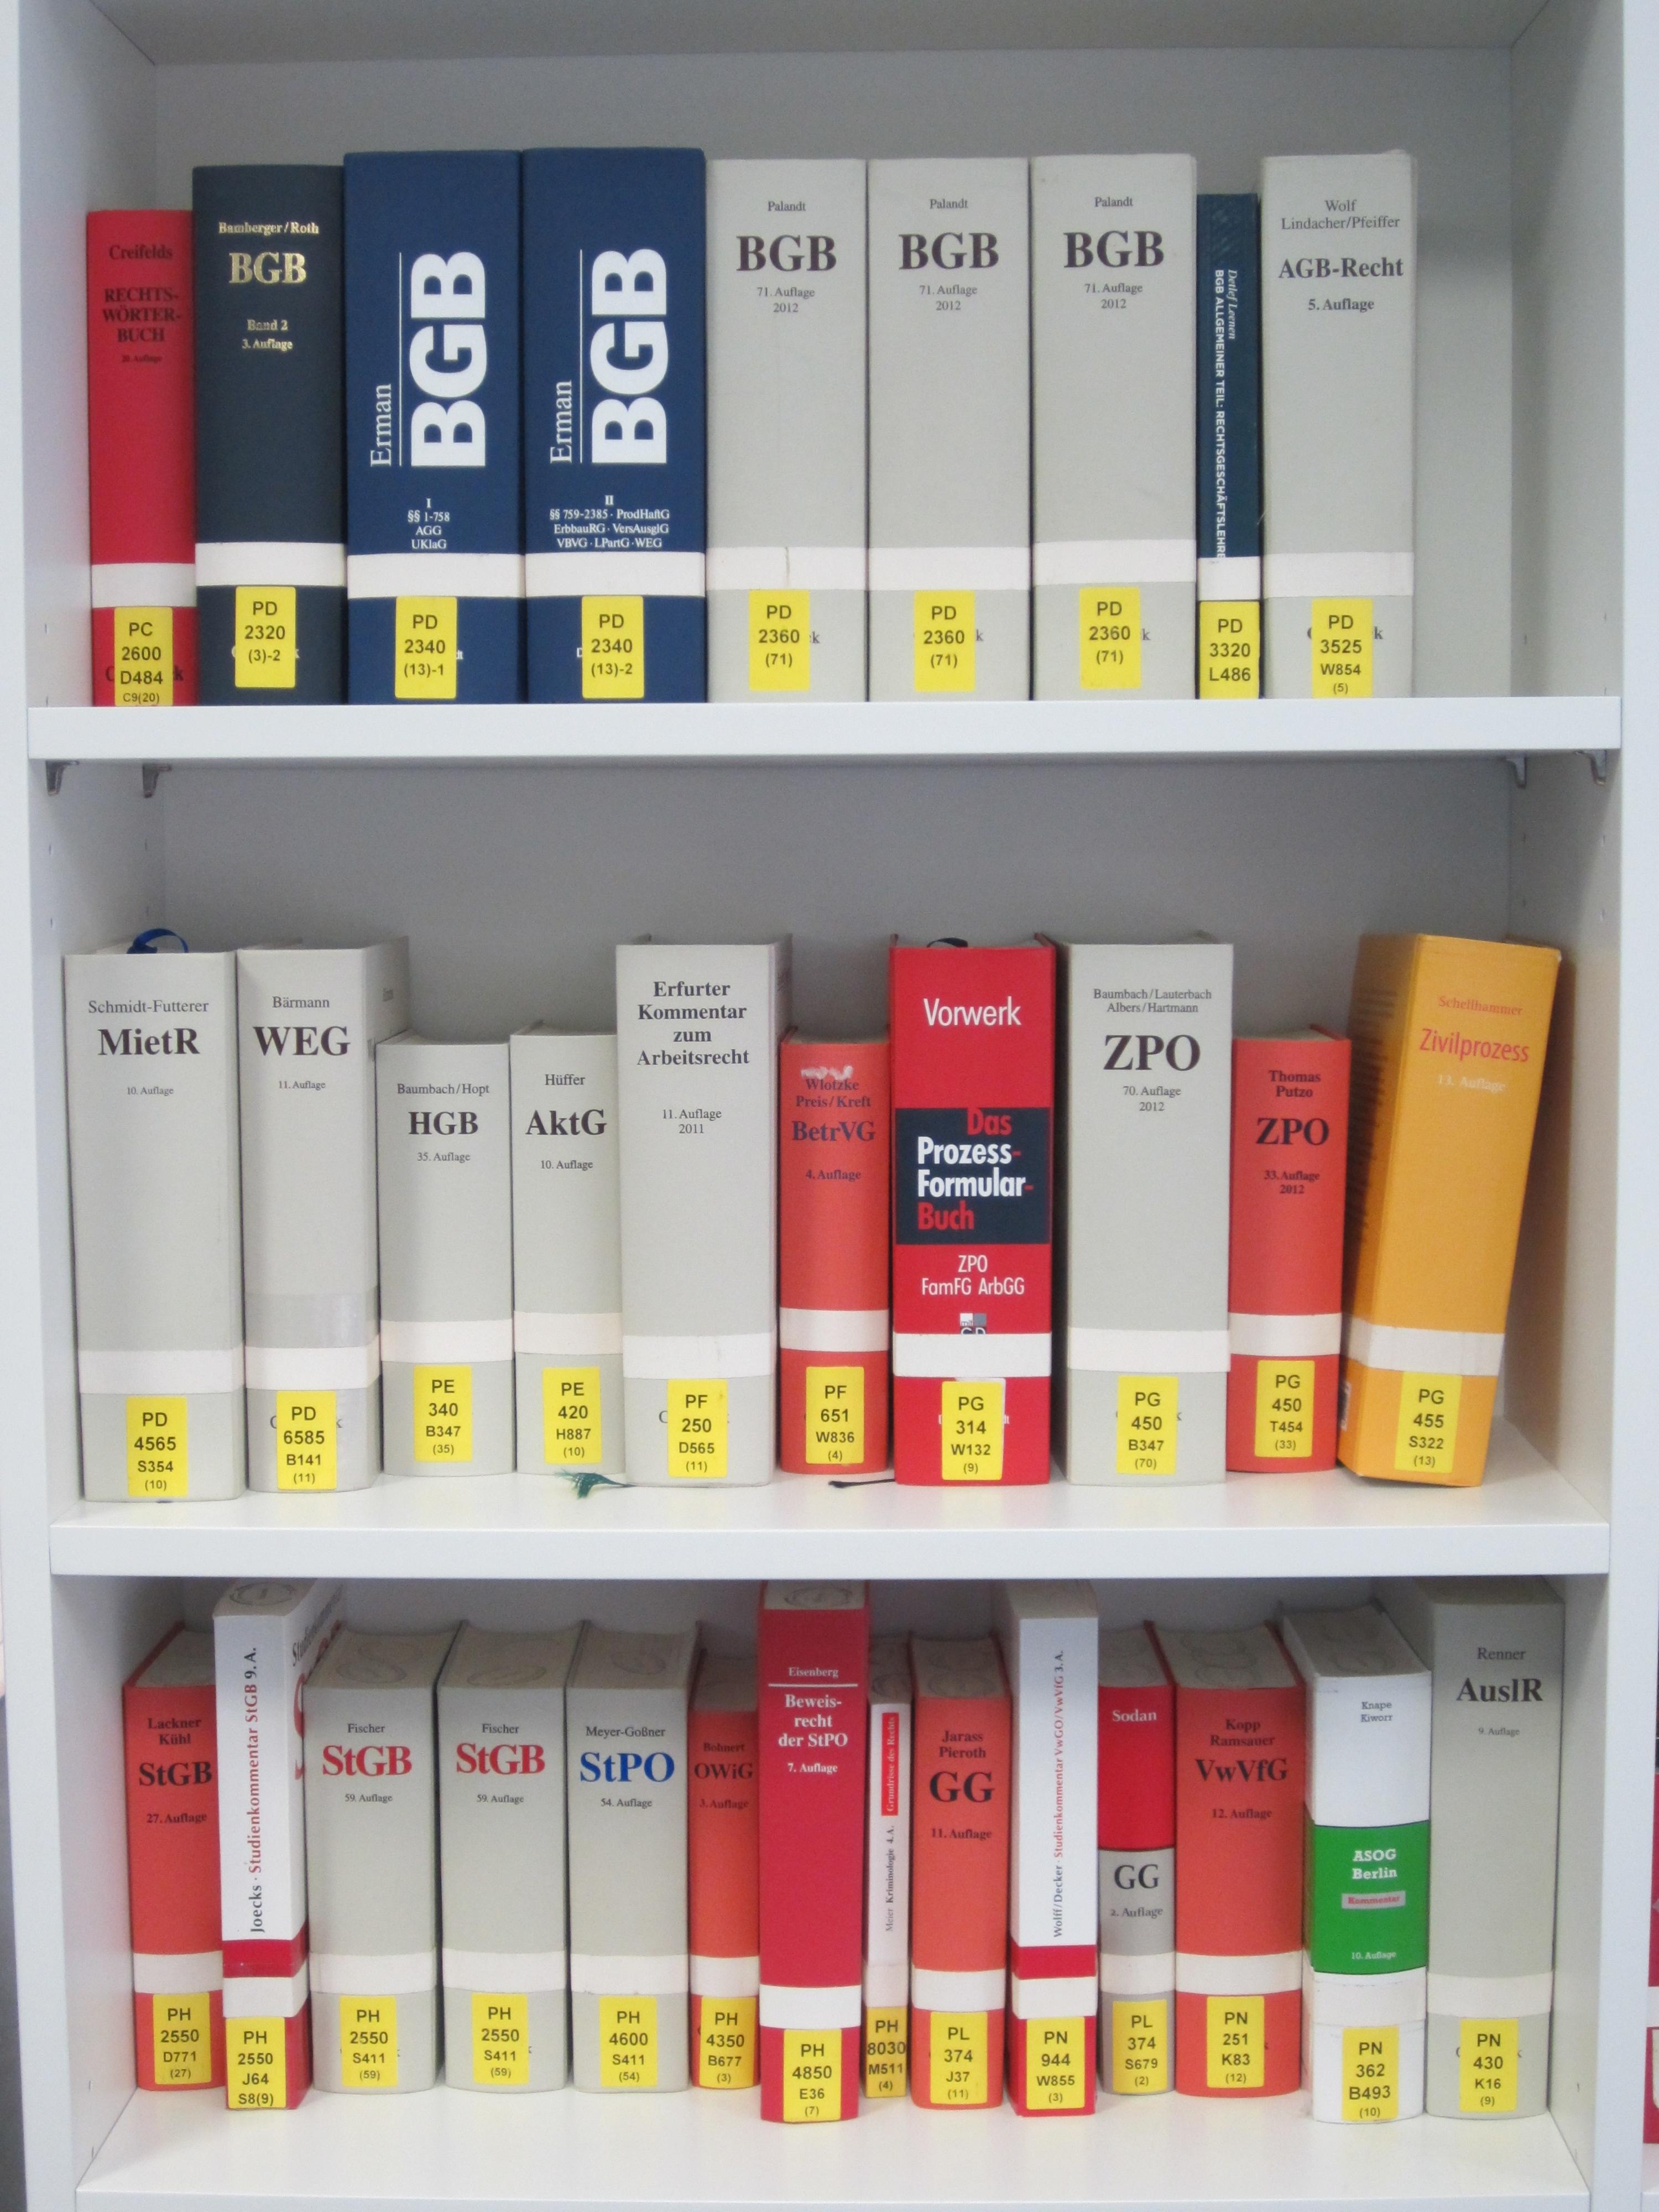 Creifelds
RECHTS-
WÖRTER-
BUCH
20. Auflage
PC
2600
D484
C9(20)
Bamberger/Roth
BGB
Band 2
3. Auflage
PD
2320
(3)-2
Erman
BGB
I
§§ 1-758
AGG
UKlaG
PD
2340
(13)-1
Erman
BGB
II
§§ 759-2385 · ProdHaftG
ErbbauRG · VersAusglG
VBVG · LPartG · WEG
PD
2340
(13)-2
Palandt
BGB
71. Auflage
2012
PD
2360
(71)
Palandt
BGB
71. Auflage
2012
PD
2360
(71)
Palandt
BGB
71. Auflage
2012
PD
2360
(71)
Detlef Leenen
BGB ALLGEMEINER TEIL: RECHTSGESCHÄFTSLEHRE
PD
3320
L486
Wolf
Lindacher/Pfeiffer
AGB-Recht
5. Auflage
PD
3525
W854
(5)
Schmidt-Futterer
MietR
10. Auflage
PD
4565
S354
(10)
Bärmann
WEG
11. Auflage
PD
6585
B141
(11)
Baumbach/Hopt
HGB
35. Auflage
PE
340
B347
(35)
Hüffer
AktG
10. Auflage
PE
420
H887
(10)
Erfurter
Kommentar
zum
Arbeitsrecht
11. Auflage
2011
PF
250
D565
(11)
Wlotzke
Preis/Kreft
BetrVG
4. Auflage
PF
651
W836
(4)
Vorwerk
Das
Prozess-
Formular-
Buch
ZPO
FamFG ArbGG
PG
314
W132
(9)
Baumbach/Lauterbach
Albers/Hartmann
ZPO
70. Auflage
2012
PG
450
B347
(70)
Thomas
Putzo
ZPO
33. Auflage
2012
PG
450
T454
(33)
Schellhammer
Zivilprozess
13. Auflage
PG
455
S322
(13)
Lackner
Kühl
StGB
27. Auflage
PH
2550
D771
(27)
Joecks · Studienkommentar StGB 9. A.
PH
2550
J64
S8(9)
Fischer
StGB
59. Auflage
PH
2550
S411
(59)
Fischer
StGB
59. Auflage
PH
2550
S411
(59)
Meyer-Goßner
StPO
54. Auflage
PH
4600
S411
(54)
Bohnert
OWiG
3. Auflage
PH
4350
B677
(3)
Eisenberg
Beweis-
recht
der StPO
7. Auflage
PH
4850
E36
(7)
Grundrisse des Rechts
Meier Kriminologie 4. A.
PH
8030
M511
(4)
Jarass
Pieroth
GG
11. Auflage
PL
374
J37
(11)
Wolff/Decker · Studienkommentar VwGO/VwVfG 3. A.
PN
944
W855
(3)
Sodan
GG
2. Auflage
PL
374
S679
(2)
Kopp
Ramsauer
VwVfG
12. Auflage
PN
251
K83
(12)
Knape
Kiworr
ASOG
Berlin
Kommentar
10. Auflage
PN
362
B493
(10)
Renner
AuslR
9. Auflage
PN
430
K16
(9)